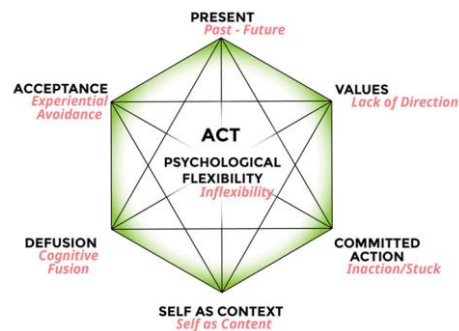 PRESENT
Past - Future
ACCEPTANCE
Experiential
Avoidance
VALUES
Lack of Direction
ACT
PSYCHOLOGICAL
FLEXIBILITY
Inflexibility
DEFUSION
Cognitive
Fusion
COMMITTED
ACTION
Inaction/Stuck
SELF AS CONTEXT
Self as Content